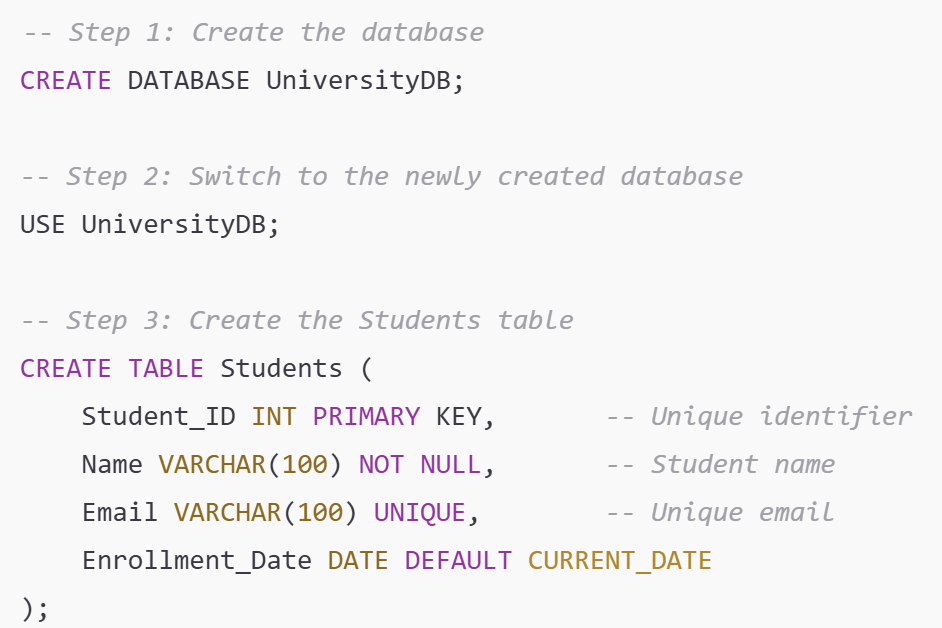 -- Step 1: Create the database
CREATE DATABASE UniversityDB;
-- Step 2: Switch to the newly created database
USE UniversityDB;
-- Step 3: Create the Students table
CREATE TABLE Students (
    Student_ID INT PRIMARY KEY,       -- Unique identifier
    Name VARCHAR(100) NOT NULL,       -- Student name
    Email VARCHAR(100) UNIQUE,        -- Unique email
    Enrollment_Date DATE DEFAULT CURRENT_DATE
);